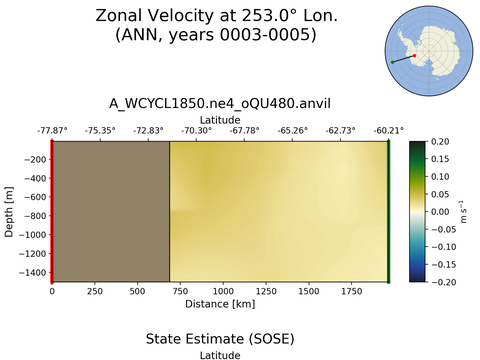 Zonal Velocity at 253.0° Lon.
(ANN, years 0003-0005)
A_WCYCL1850.ne4_oQU480.anvil
Latitude
-77.87° -75.35° -72.83° -70.30° -67.78° -65.26° -62.73° -60.21°
Depth [m]
−200
−400
−600
−800
−1000
−1200
−1400
0 250 500 750 1000 1250 1500 1750
Distance [km]
0.20
0.15
0.10
0.05
0.00
−0.05
−0.10
−0.15
−0.20
m s⁻¹
State Estimate (SOSE)
Latitude